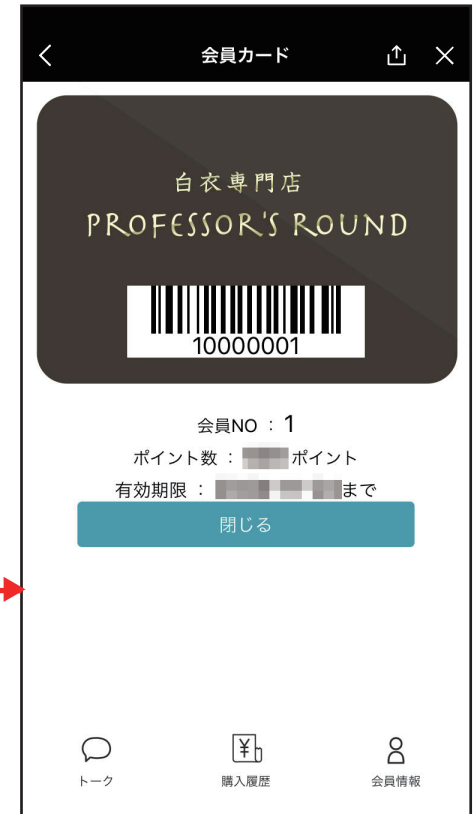 会員カード
白衣専門店
PROFESSOR'S ROUND
10000001
会員NO : 1
ポイント数 : ポイント
有効期限 : まで
閉じる
トーク
購入履歴
会員情報